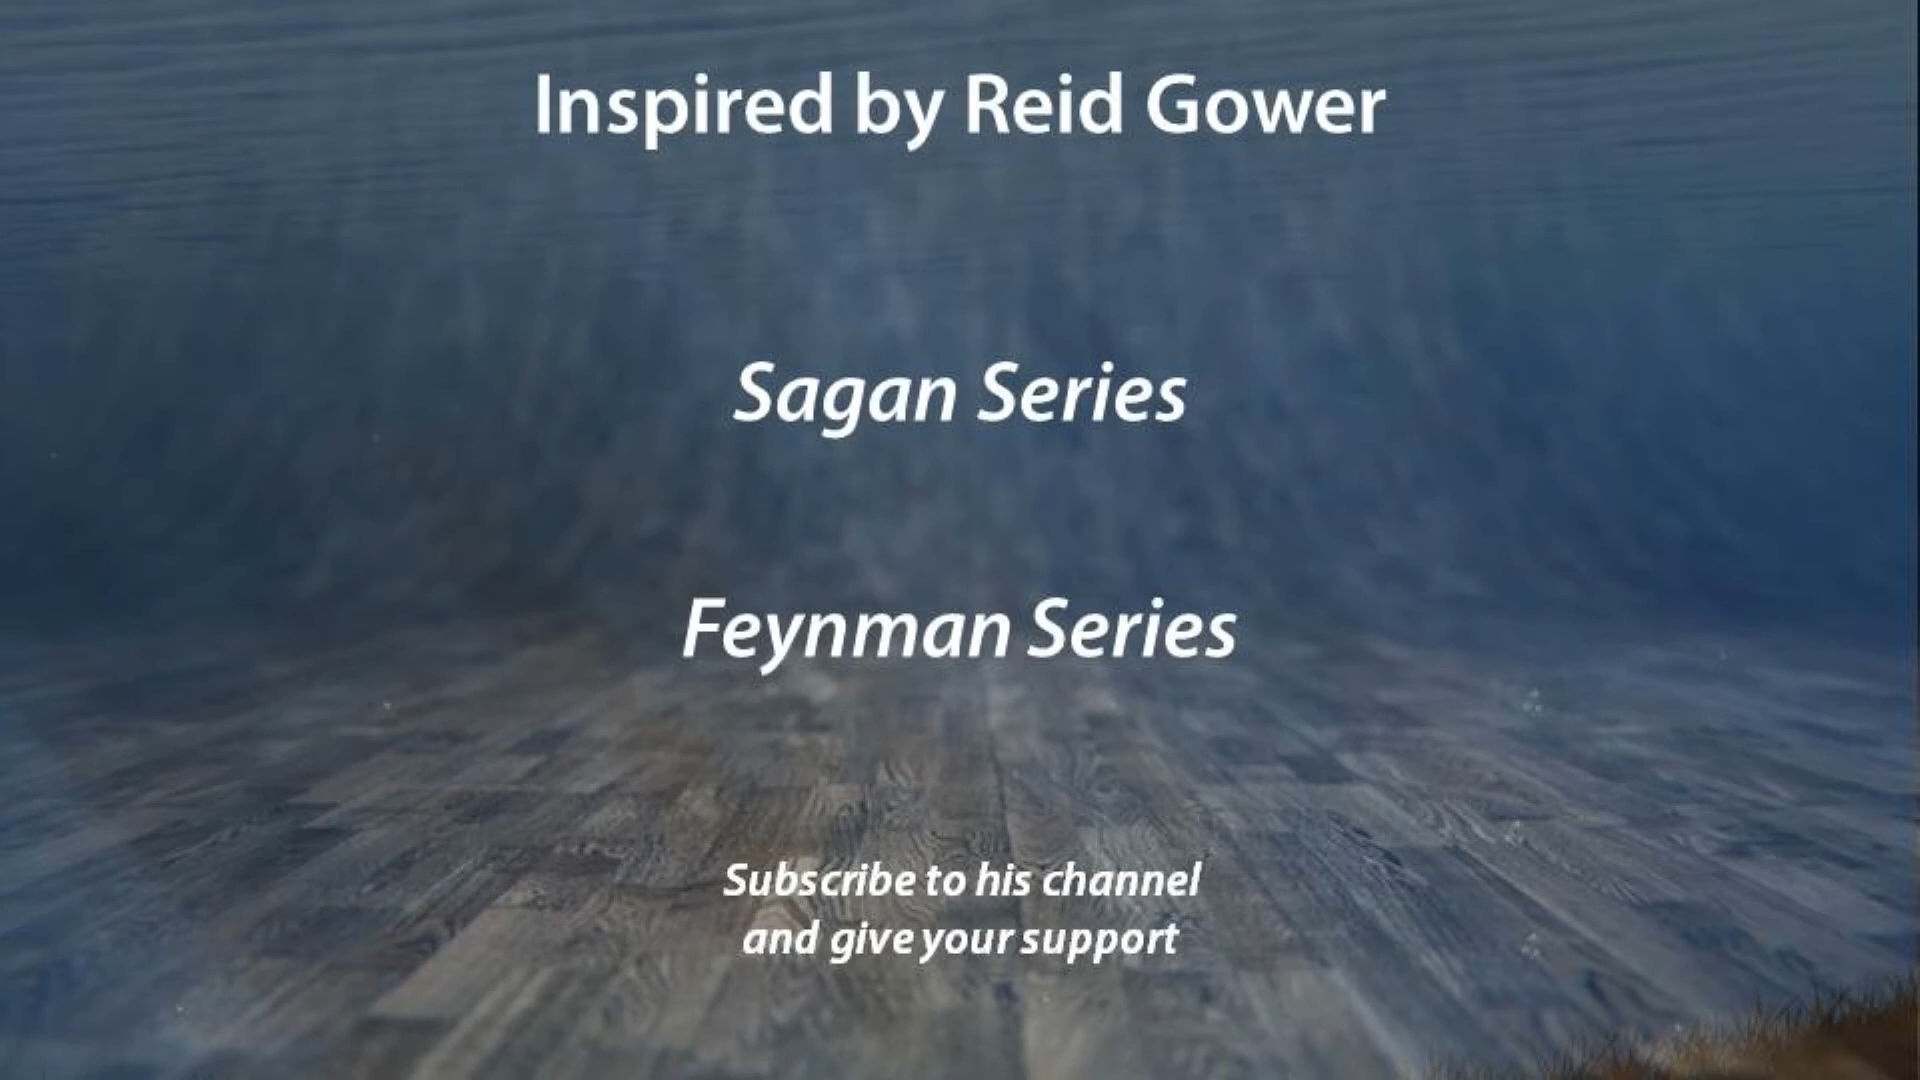 Inspired by Reid Gower
Sagan Series
Feynman Series
Subscribe to his channel
and give your support